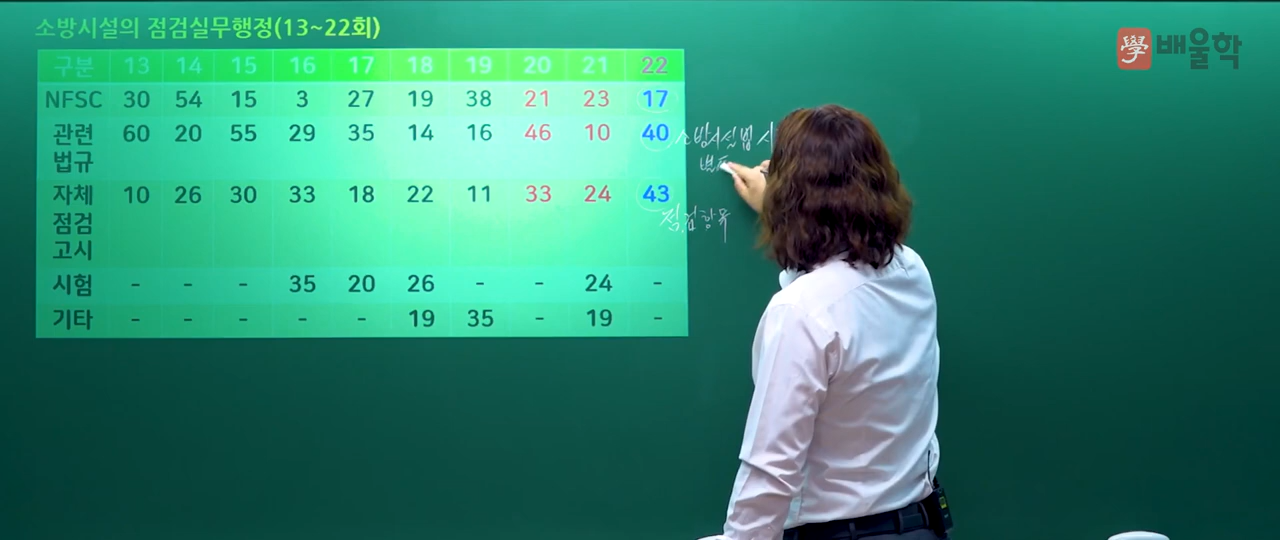 소방시설의 점검실무행정(13~22회)
學 배울학
구분 13 14 15 16 17 18 19 20 21 22
NFSC 30 54 15 3 27 19 38 21 23 17
관련 60 20 55 29 35 14 16 46 10 40
법규
자체 10 26 30 33 18 22 11 33 24 43
점검
고시
시험 - - - 35 20 26 - - 24 -
기타 - - - - - 19 35 - 19 -
소방시설법 시
점검항목